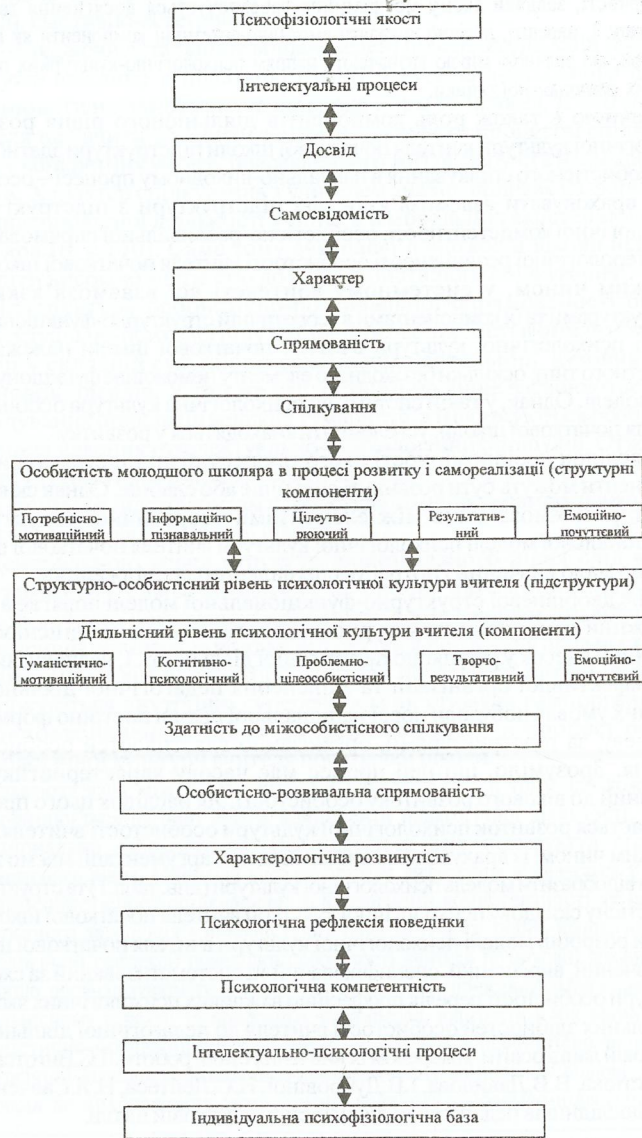 Психофізіологічні якості
Інтелектуальні процеси
Досвід
Самосвідомість
Характер
Спрямованість
Спілкування
Особистість молодшого школяра в процесі розвитку і самореалізації (структурні
компоненти)
Потребнісно-
мотиваційний
Інформаційно-
пізнавальний
Цілеутво-
рюючий
Результатив-
ний
Емоційно-
почуттєвий
Структурно-особистісний рівень психологічної культури вчителя (підструктури)
Діяльнісний рівень психологічної культури вчителя (компоненти)
Гуманістично-
мотиваційний
Когнітивно-
психологічний
Проблемно-
цілеособистісний
Творчо-
результативний
Емоційно-
почуттєвий
Здатність до міжособистісного спілкування
Особистісно-розвивальна спрямованість
Характерологічна розвинутість
Психологічна рефлексія поведінки
Психологічна компетентність
Інтелектуально-психологічні процеси
Індивідуальна психофізіологічна база